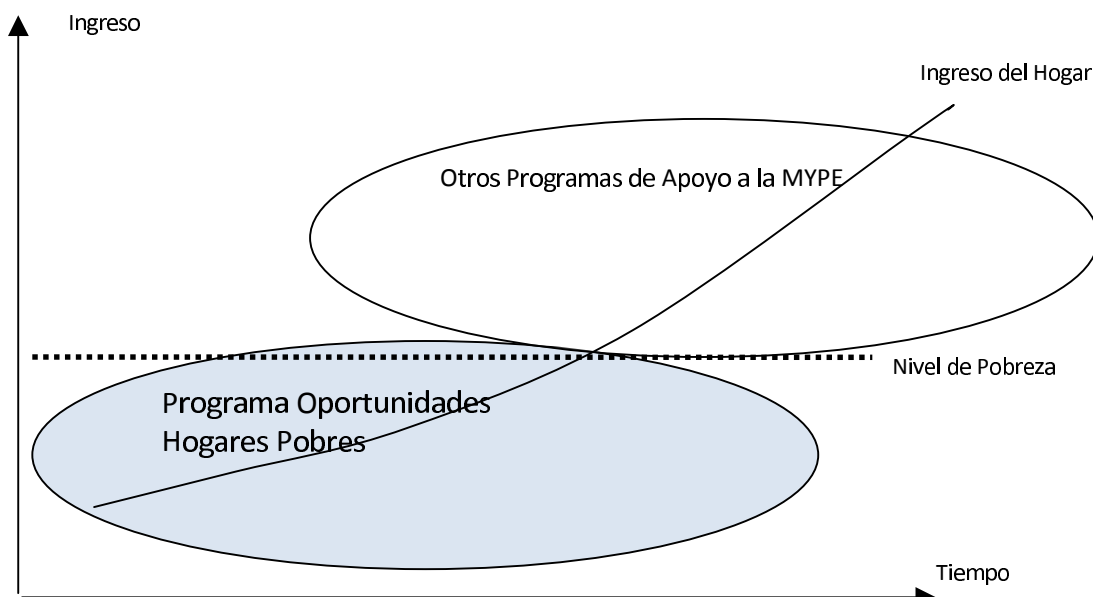 Ingreso
Ingreso del Hogar
Otros Programas de Apoyo a la MYPE
Nivel de Pobreza
Programa Oportunidades
Hogares Pobres
Tiempo